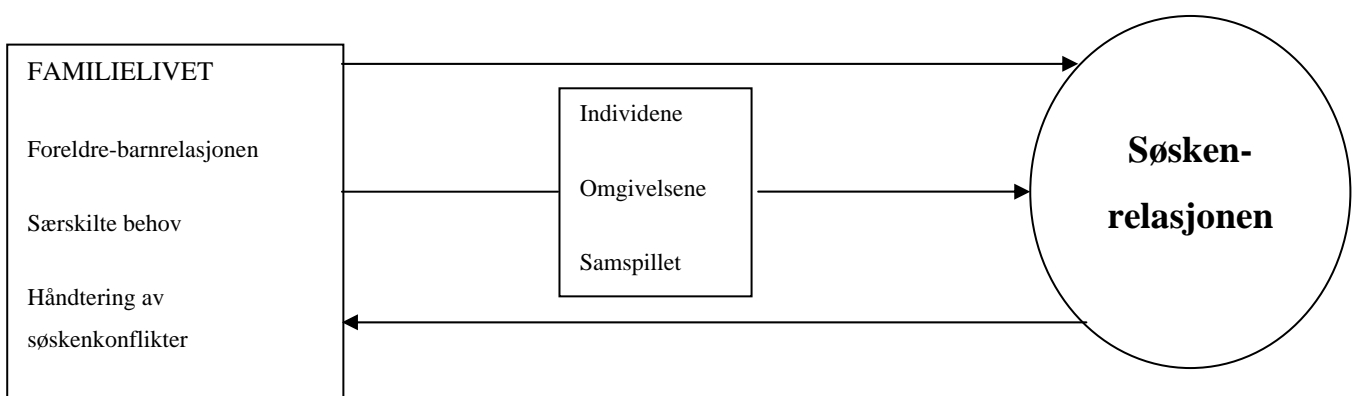 FAMILIELIVET
Foreldre-barnrelasjonen
Særskilte behov
Håndtering av
søskenkonflikter
Individene
Omgivelsene
Samspillet
Søsken-
relasjonen